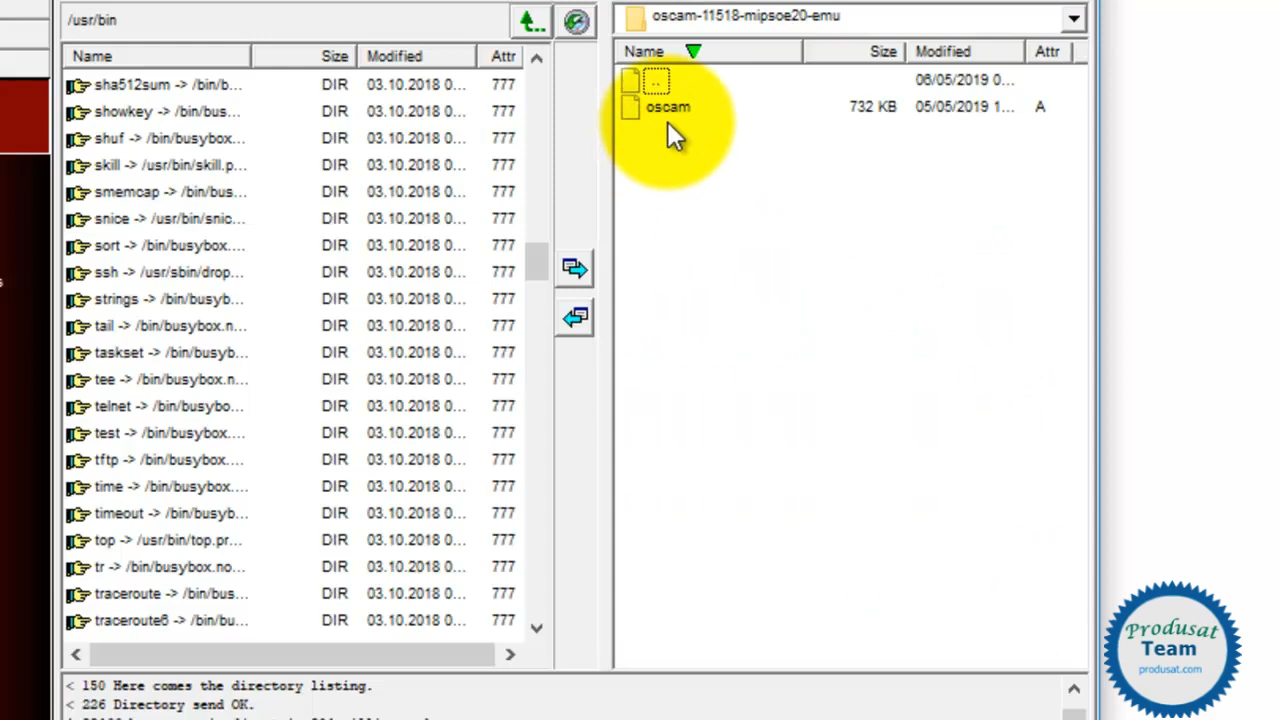 /usr/bin
Name Size Modified Attr
sha512sum -> /bin/b... DIR 03.10.2018 0... 777
showkey -> /bin/bus... DIR 03.10.2018 0... 777
shuf -> /bin/busybox.... DIR 03.10.2018 0... 777
skill -> /usr/bin/skill.p... DIR 03.10.2018 0... 777
smemcap -> /bin/bus... DIR 03.10.2018 0... 777
snice -> /usr/bin/snic... DIR 03.10.2018 0... 777
sort -> /bin/busybox.... DIR 03.10.2018 0... 777
ssh -> /usr/sbin/drop... DIR 03.10.2018 0... 777
strings -> /bin/busyb... DIR 03.10.2018 0... 777
tail -> /bin/busybox.n... DIR 03.10.2018 0... 777
taskset -> /bin/busyb... DIR 03.10.2018 0... 777
tee -> /bin/busybox.n... DIR 03.10.2018 0... 777
telnet -> /bin/busybo... DIR 03.10.2018 0... 777
test -> /bin/busybox.... DIR 03.10.2018 0... 777
tftp -> /bin/busybox.... DIR 03.10.2018 0... 777
time -> /bin/busybox.... DIR 03.10.2018 0... 777
timeout -> /bin/busyb... DIR 03.10.2018 0... 777
top -> /usr/bin/top.pr... DIR 03.10.2018 0... 777
tr -> /bin/busybox.no... DIR 03.10.2018 0... 777
traceroute -> /bin/bus... DIR 03.10.2018 0... 777
traceroute6 -> /bin/bu... DIR 03.10.2018 0... 777
oscam-11518-mipsoe20-emu
Name Size Modified Attr
.. 06/05/2019 0...
oscam 732 KB 05/05/2019 1... A
< 150 Here comes the directory listing.
< 226 Directory send OK.
Produsat
Team
produsat.com